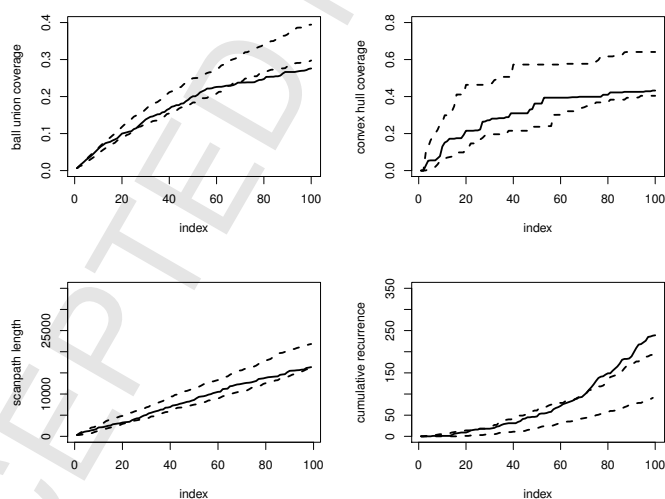 ball union coverage
0.0 0.1 0.2 0.3 0.4
0 20 40 60 80 100
index
convex hull coverage
0.0 0.2 0.4 0.6 0.8
0 20 40 60 80 100
index
scanpath length
0 10000 25000
0 20 40 60 80 100
index
cumulative recurrence
0 50 150 250 350
0 20 40 60 80 100
index
CEPTED